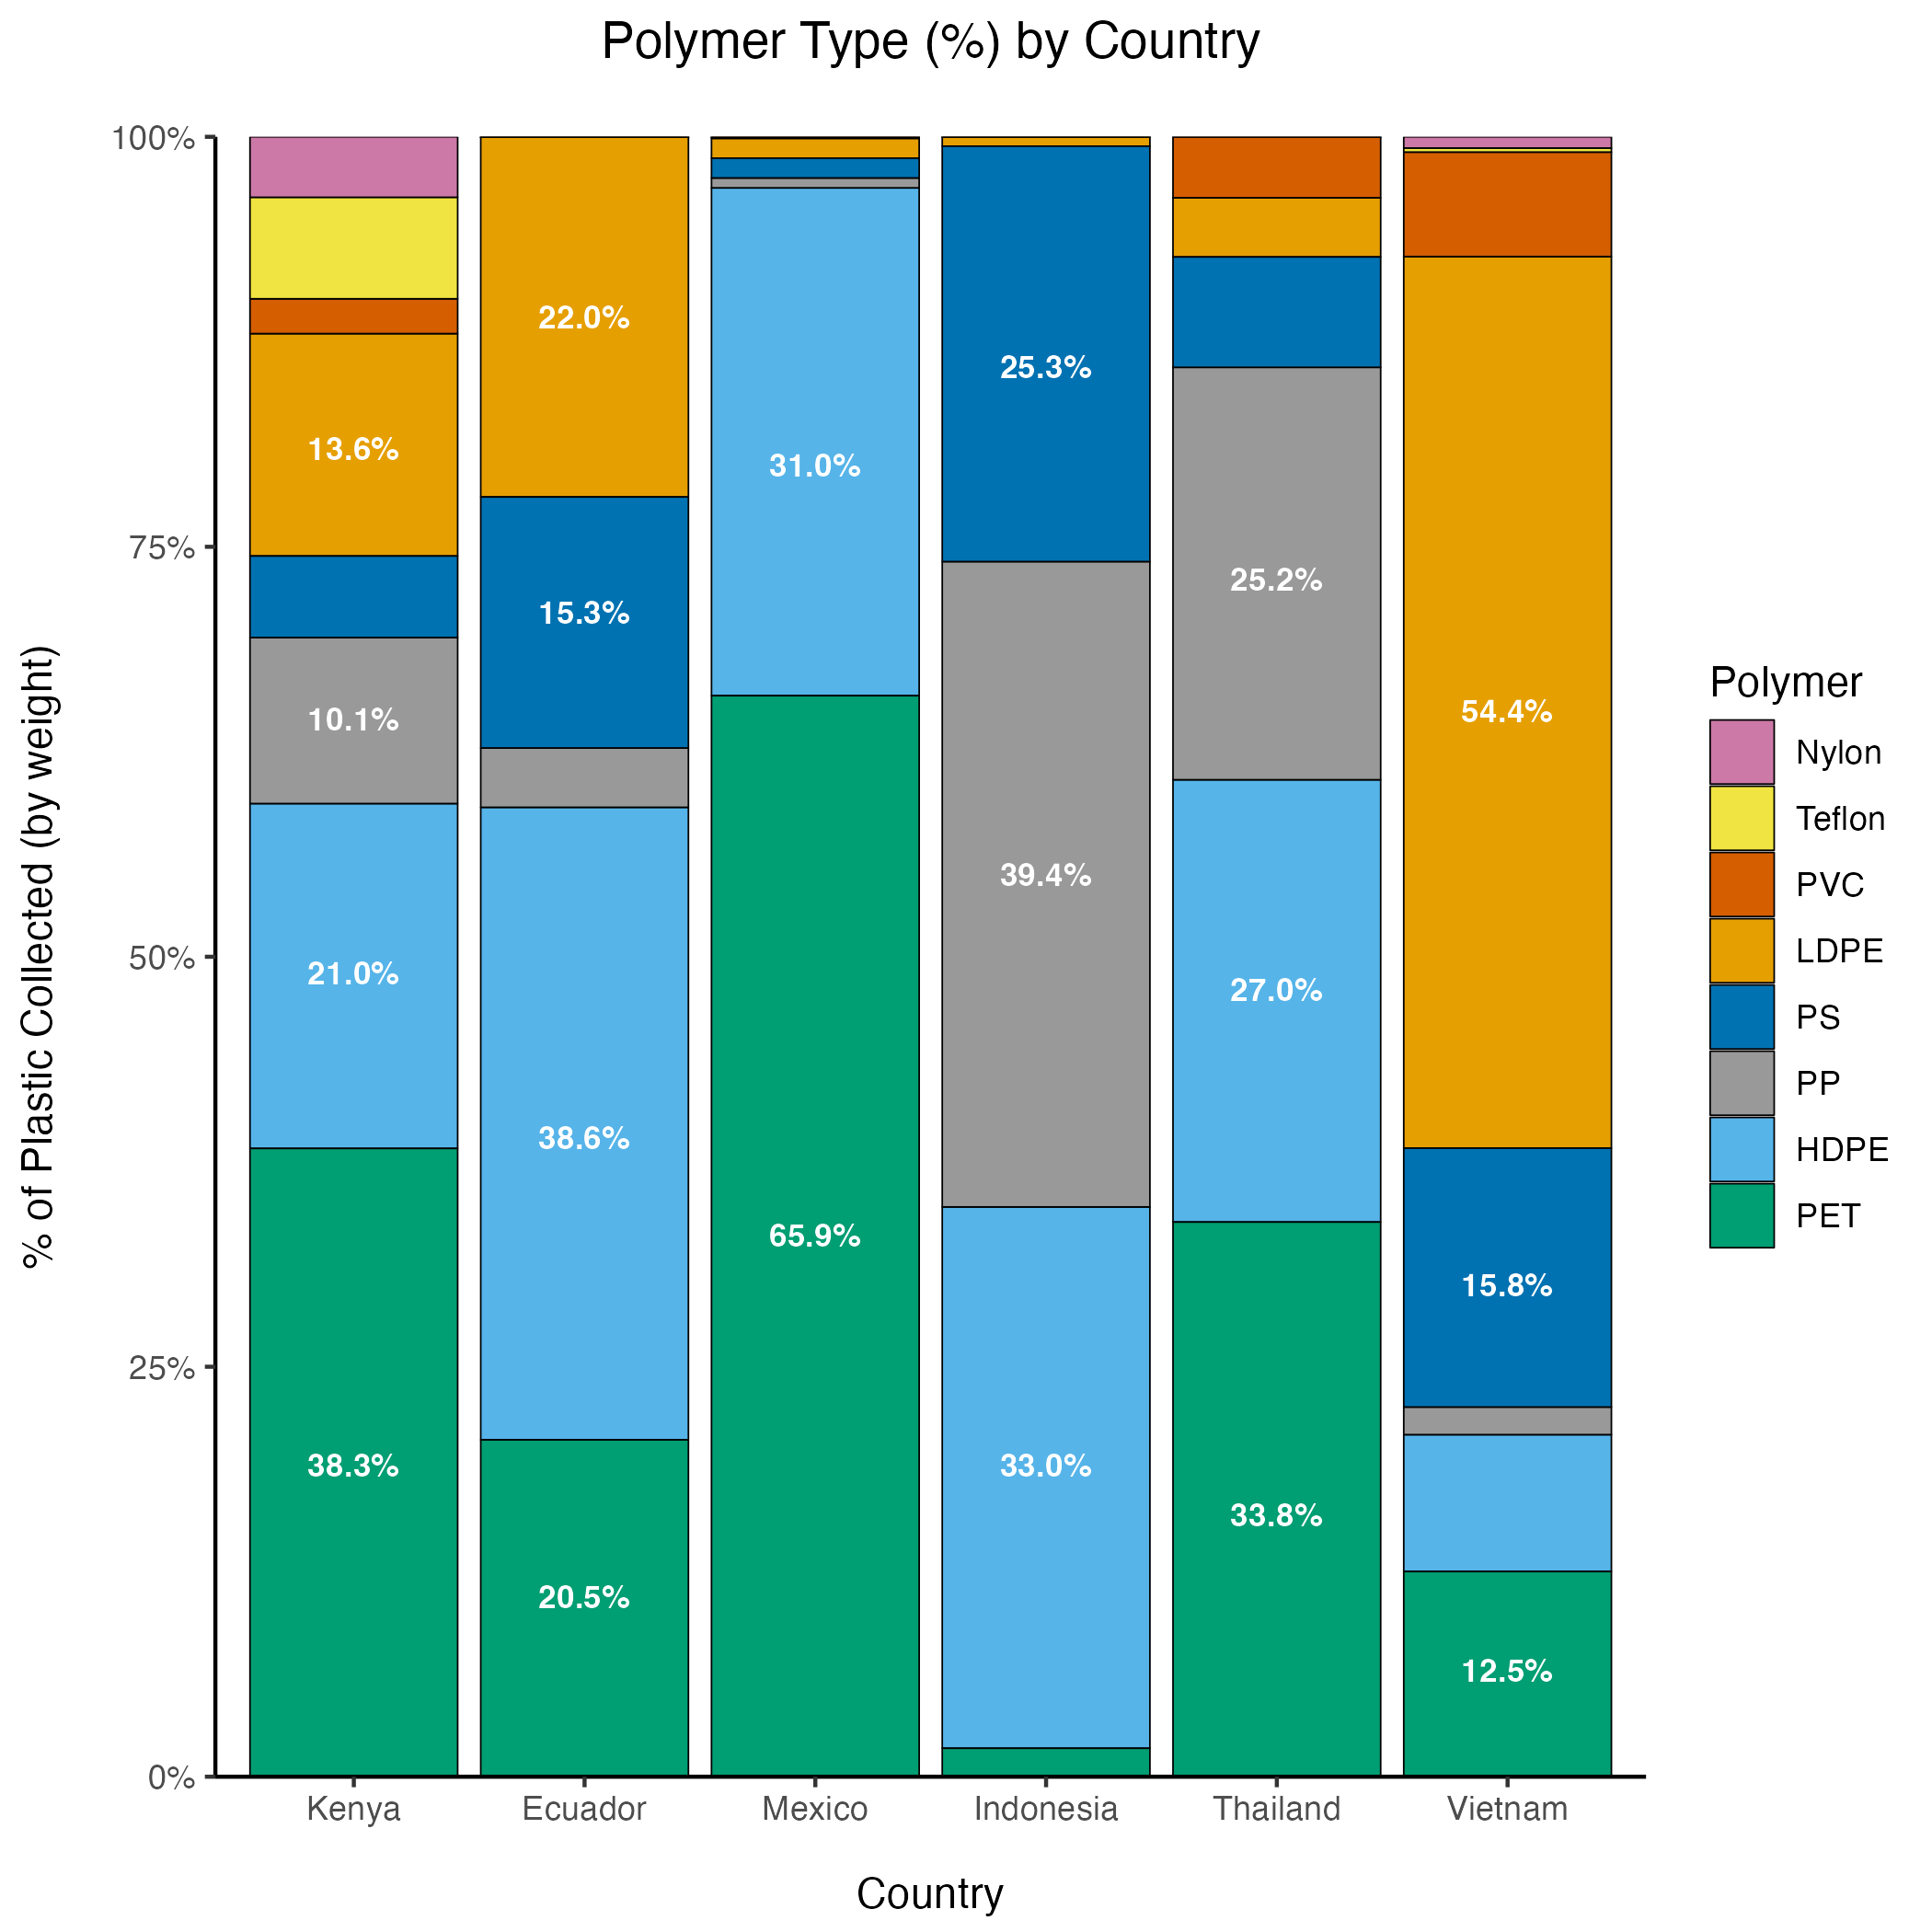 Polymer Type (%) by Country
% of Plastic Collected (by weight)
100%
75%
50%
25%
0%
13.6%
10.1%
21.0%
38.3%
22.0%
15.3%
38.6%
20.5%
31.0%
65.9%
25.3%
39.4%
33.0%
25.2%
27.0%
33.8%
54.4%
15.8%
12.5%
Kenya
Ecuador
Mexico
Indonesia
Thailand
Vietnam
Country
Polymer
Nylon
Teflon
PVC
LDPE
PS
PP
HDPE
PET